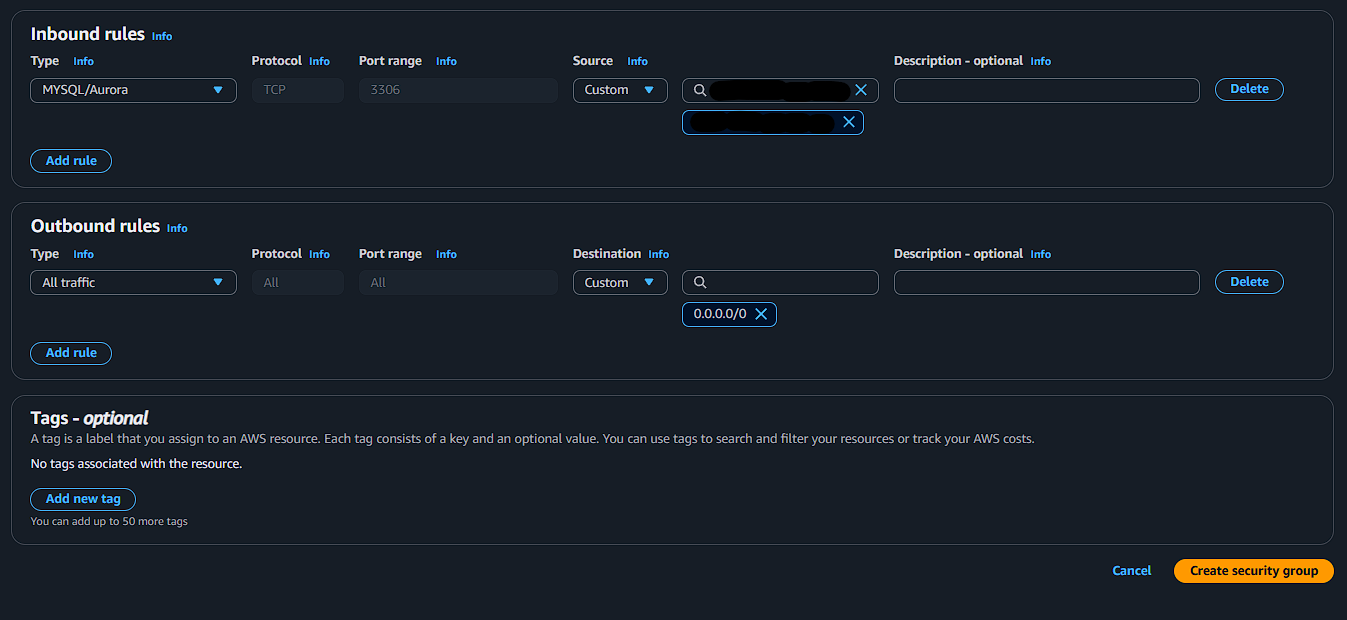 Inbound rules Info
Type Info Protocol Info Port range Info Source Info Description - optional Info
MYSQL/Aurora TCP 3306 Custom Delete
Add rule
Outbound rules Info
Type Info Protocol Info Port range Info Destination Info Description - optional Info
All traffic All All Custom Delete
0.0.0.0/0
Add rule
Tags - optional
A tag is a label that you assign to an AWS resource. Each tag consists of a key and an optional value. You can use tags to search and filter your resources or track your AWS costs.
No tags associated with the resource.
Add new tag
You can add up to 50 more tags
Cancel Create security group